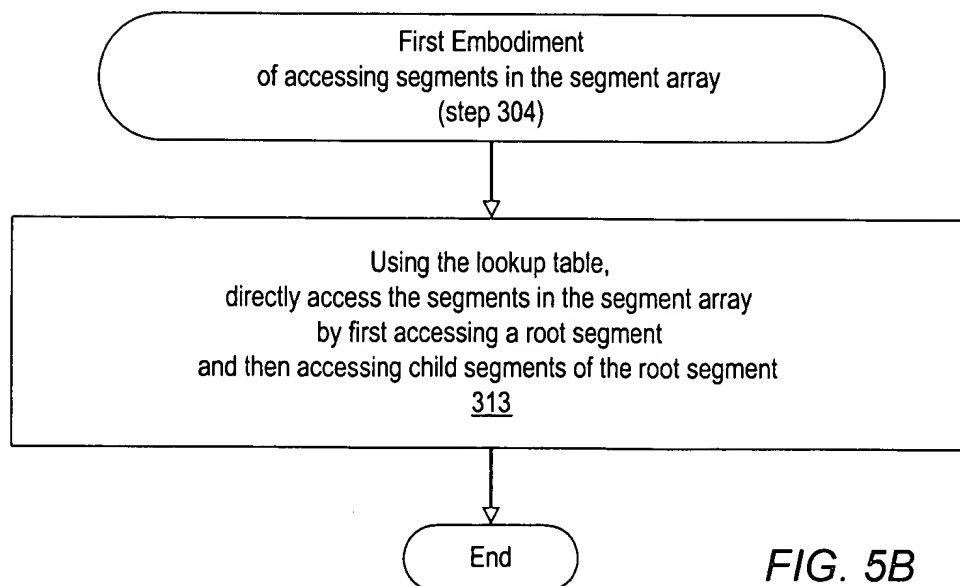 First Embodiment
of accessing segments in the segment array
(step 304)
Using the lookup table,
directly access the segments in the segment array
by first accessing a root segment
and then accessing child segments of the root segment
313
End
FIG. 5B